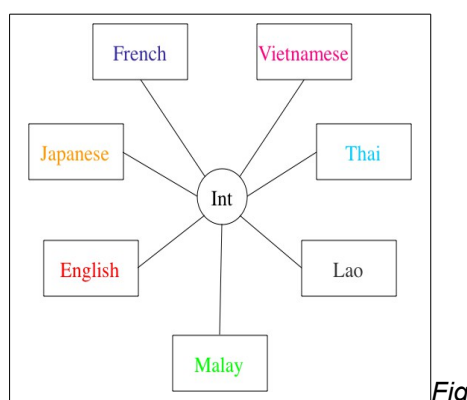 French
Vietnamese
Japanese
Thai
Int
English
Lao
Malay
Fig